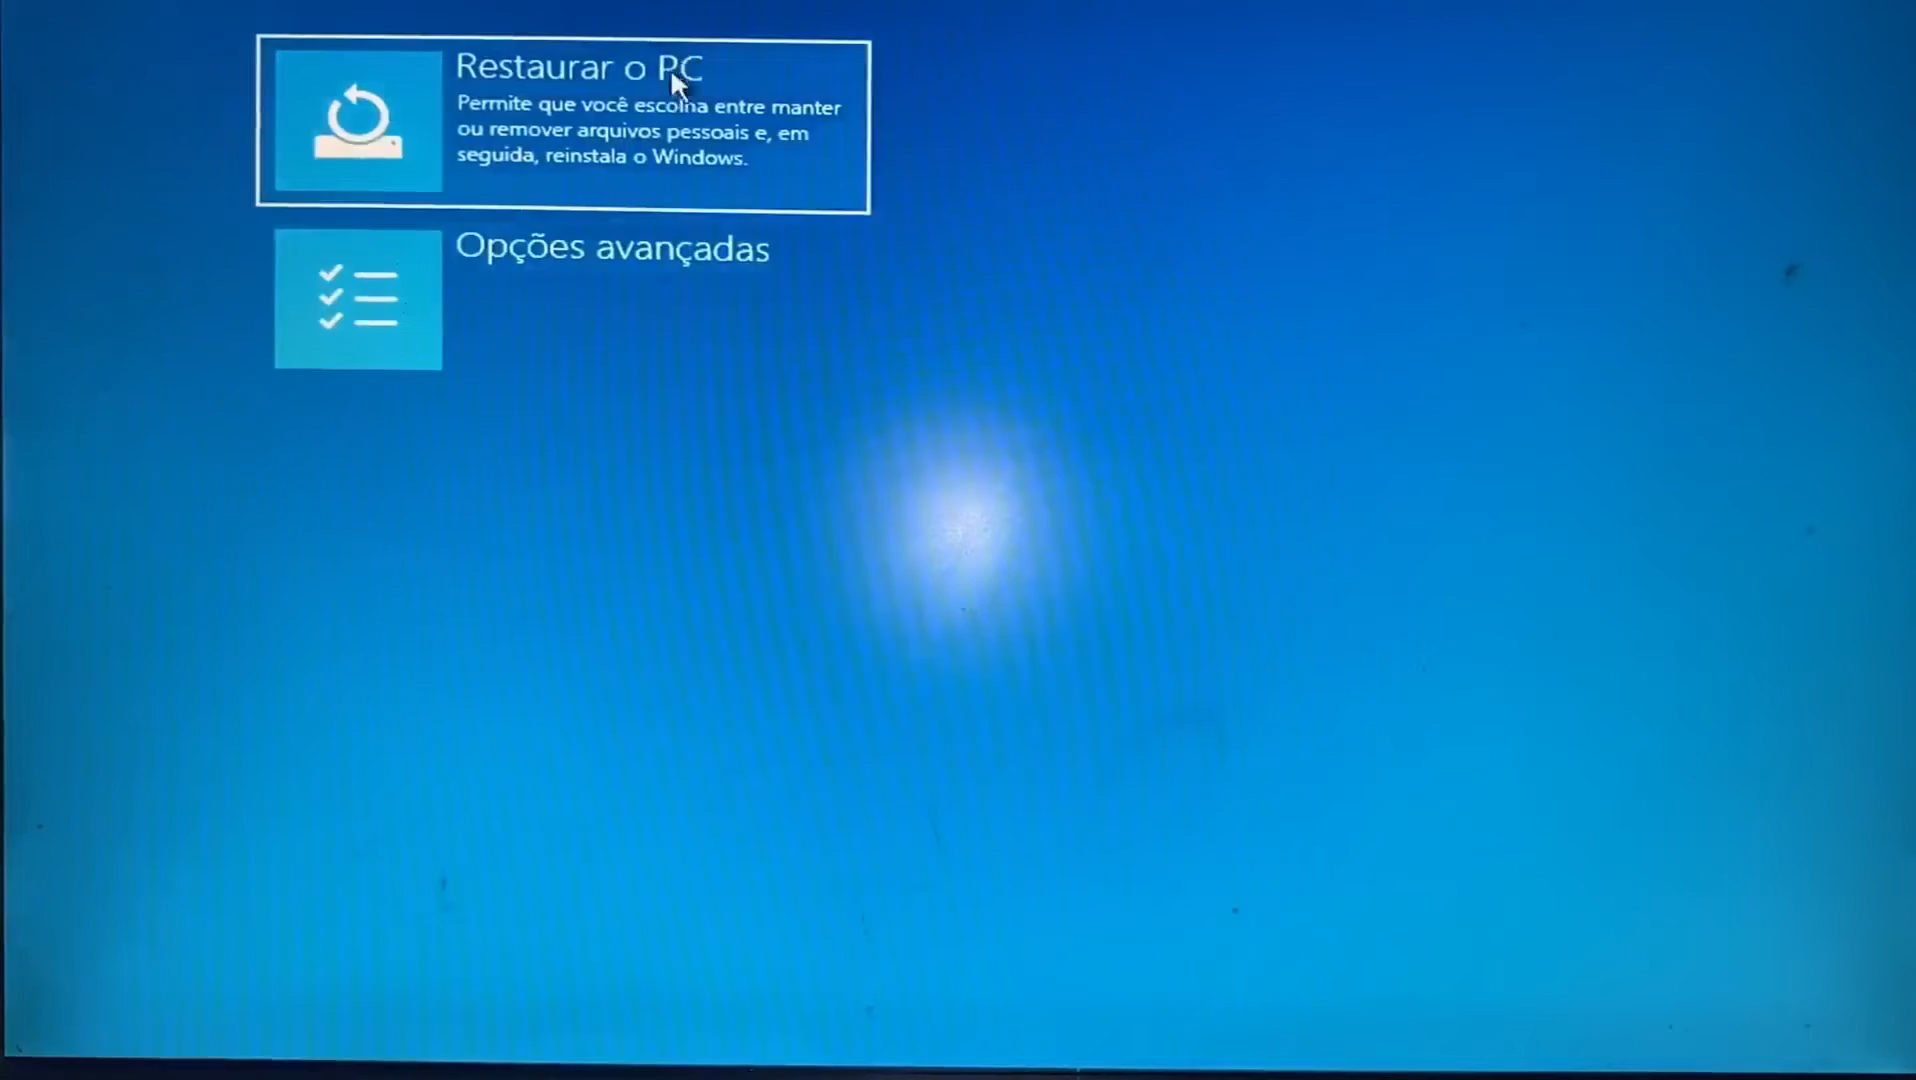 Restaurar o PC
Permite que você escolha entre manter
ou remover arquivos pessoais e, em
seguida, reinstala o Windows.
Opções avançadas